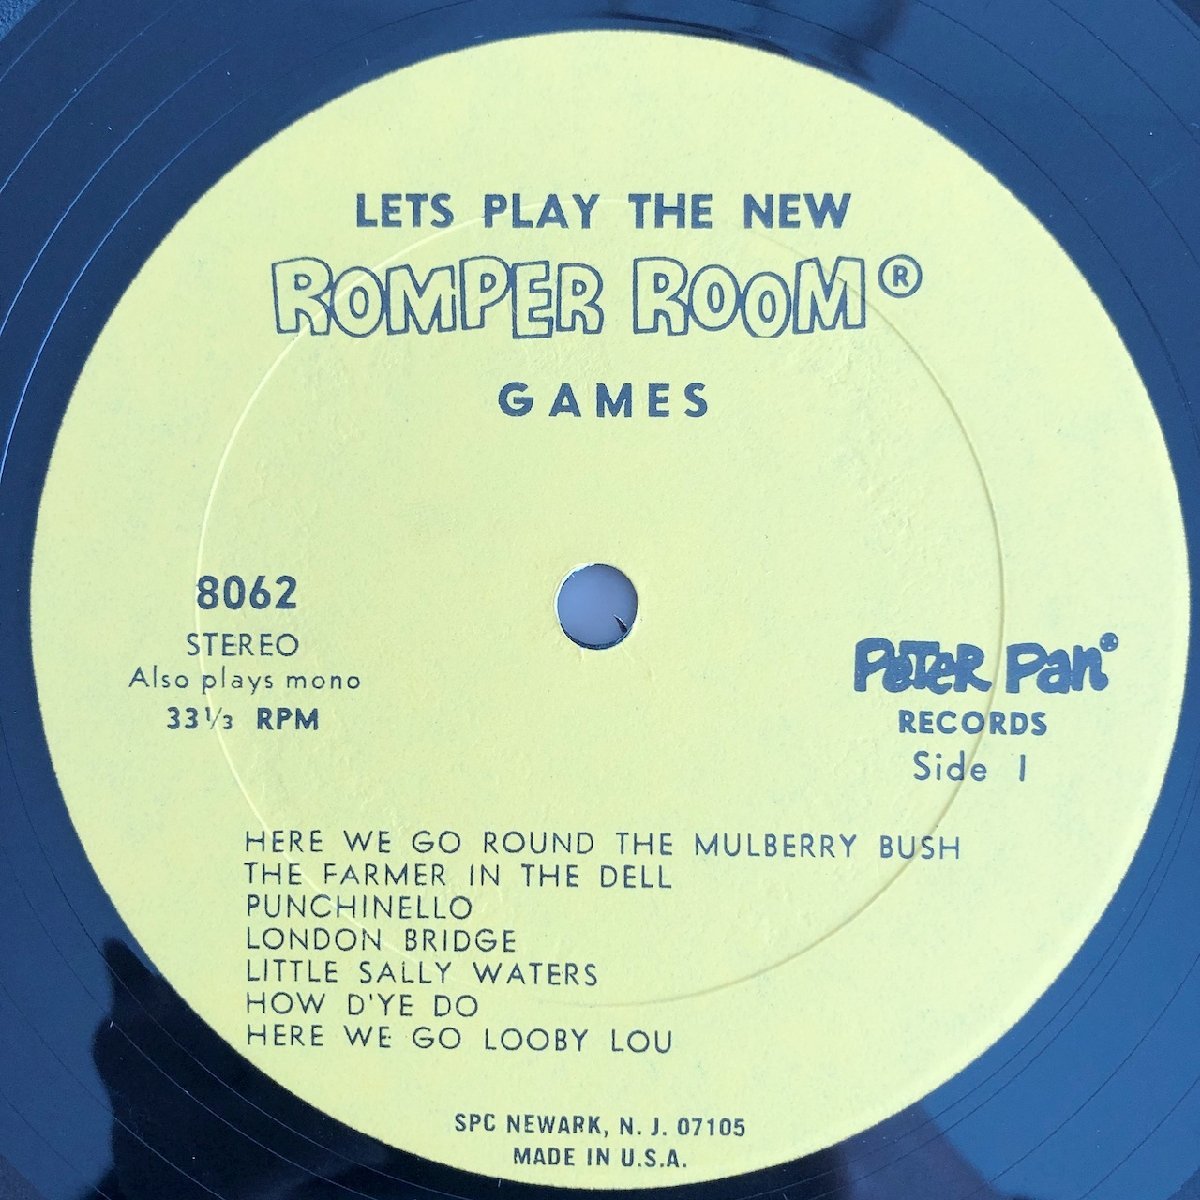 LETS PLAY THE NEW
ROMPER ROOM®
GAMES
8062
STEREO
Also plays mono
33⅓ RPM
PETER PAN®
RECORDS
Side 1
HERE WE GO ROUND THE MULBERRY BUSH
THE FARMER IN THE DELL
PUNCHINELLO
LONDON BRIDGE
LITTLE SALLY WATERS
HOW D'YE DO
HERE WE GO LOOBY LOU
SPC NEWARK, N. J. 07105
MADE IN U.S.A.